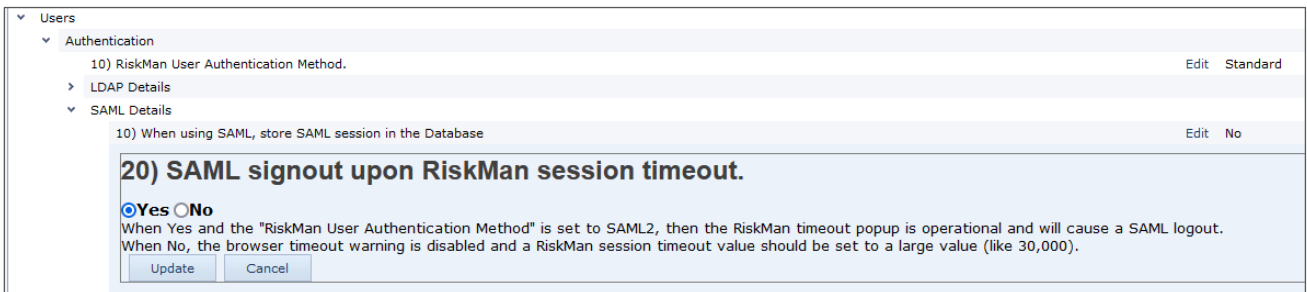 Users
Authentication
10) RiskMan User Authentication Method. Edit Standard
LDAP Details
SAML Details
10) When using SAML, store SAML session in the Database Edit No
20) SAML signout upon RiskMan session timeout.
Yes No
When Yes and the "RiskMan User Authentication Method" is set to SAML2, then the RiskMan timeout popup is operational and will cause a SAML logout.
When No, the browser timeout warning is disabled and a RiskMan session timeout value should be set to a large value (like 30,000).
Update Cancel